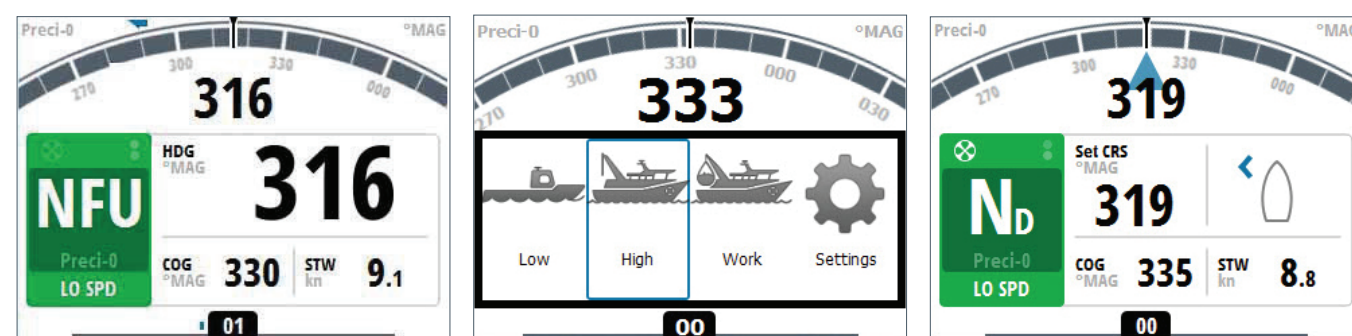 Preci-0 °MAG
270 300 330 000
316
NFU
Preci-0
LO SPD
HDG
°MAG
316
COG
°MAG
330
STW
kn
9.1
01
Preci-0 °MAG
270 300 330 000 030
333
Low High Work Settings
00
Preci-0 °MA
270 300 330 000
319
ND
Preci-0
LO SPD
Set CRS
°MAG
319
COG
°MAG
335
STW
kn
8.8
00